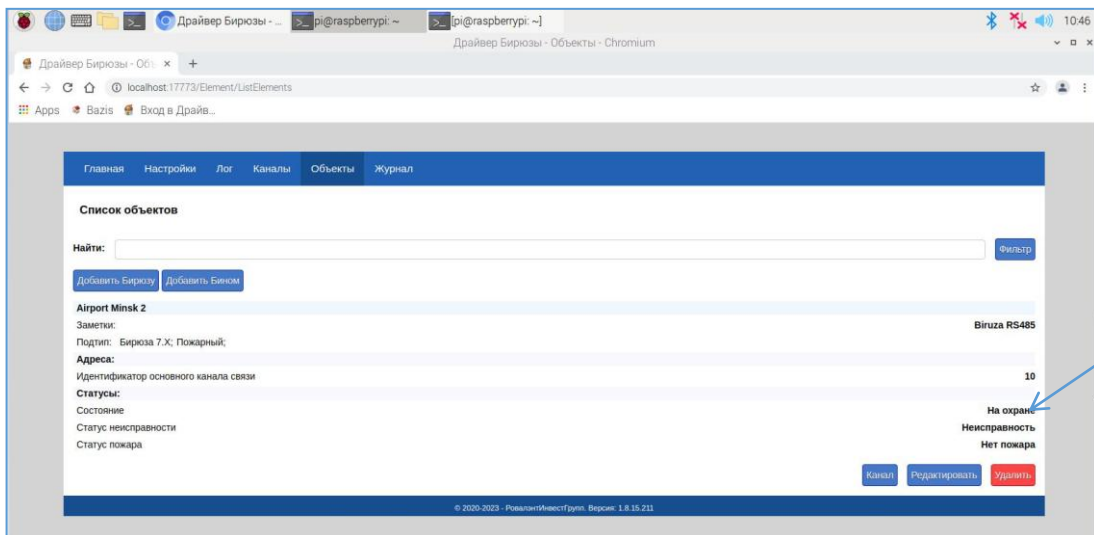 Драйвер Бирюзы - ... pi@raspberrypi: ~ [pi@raspberrypi: ~] 10:46
Драйвер Бирюзы - Объекты - Chromium
Драйвер Бирюзы - Объ
localhost:17773/Element/ListElements
Apps Bazis Вход в Драйв...
Главная Настройки Лог Каналы Объекты Журнал
Список объектов
Найти: Фильтр
Добавить Бирюзу Добавить Бином
Airport Minsk 2
Заметки: Biruza RS485
Подтип: Бирюза 7.X; Пожарный;
Адреса:
Идентификатор основного канала связи 10
Статусы:
Состояние На охране
Статус неисправности Неисправность
Статус пожара Нет пожара
Канал Редактировать Удалить
© 2020-2023 - РовалэнтИнвестГрупп. Версия: 1.8.15.211